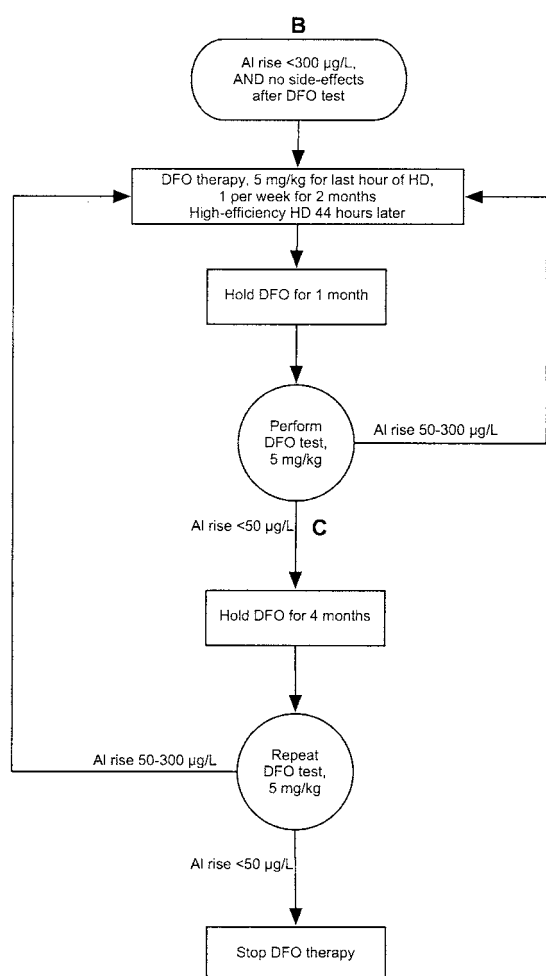 B
Al rise <300 µg/L,
AND no side-effects
after DFO test
DFO therapy, 5 mg/kg for last hour of HD,
1 per week for 2 months
High-efficiency HD 44 hours later
Hold DFO for 1 month
Perform
DFO test,
5 mg/kg
Al rise 50-300 µg/L
Al rise <50 µg/L
C
Hold DFO for 4 months
Repeat
DFO test,
5 mg/kg
Al rise 50-300 µg/L
Al rise <50 µg/L
Stop DFO therapy